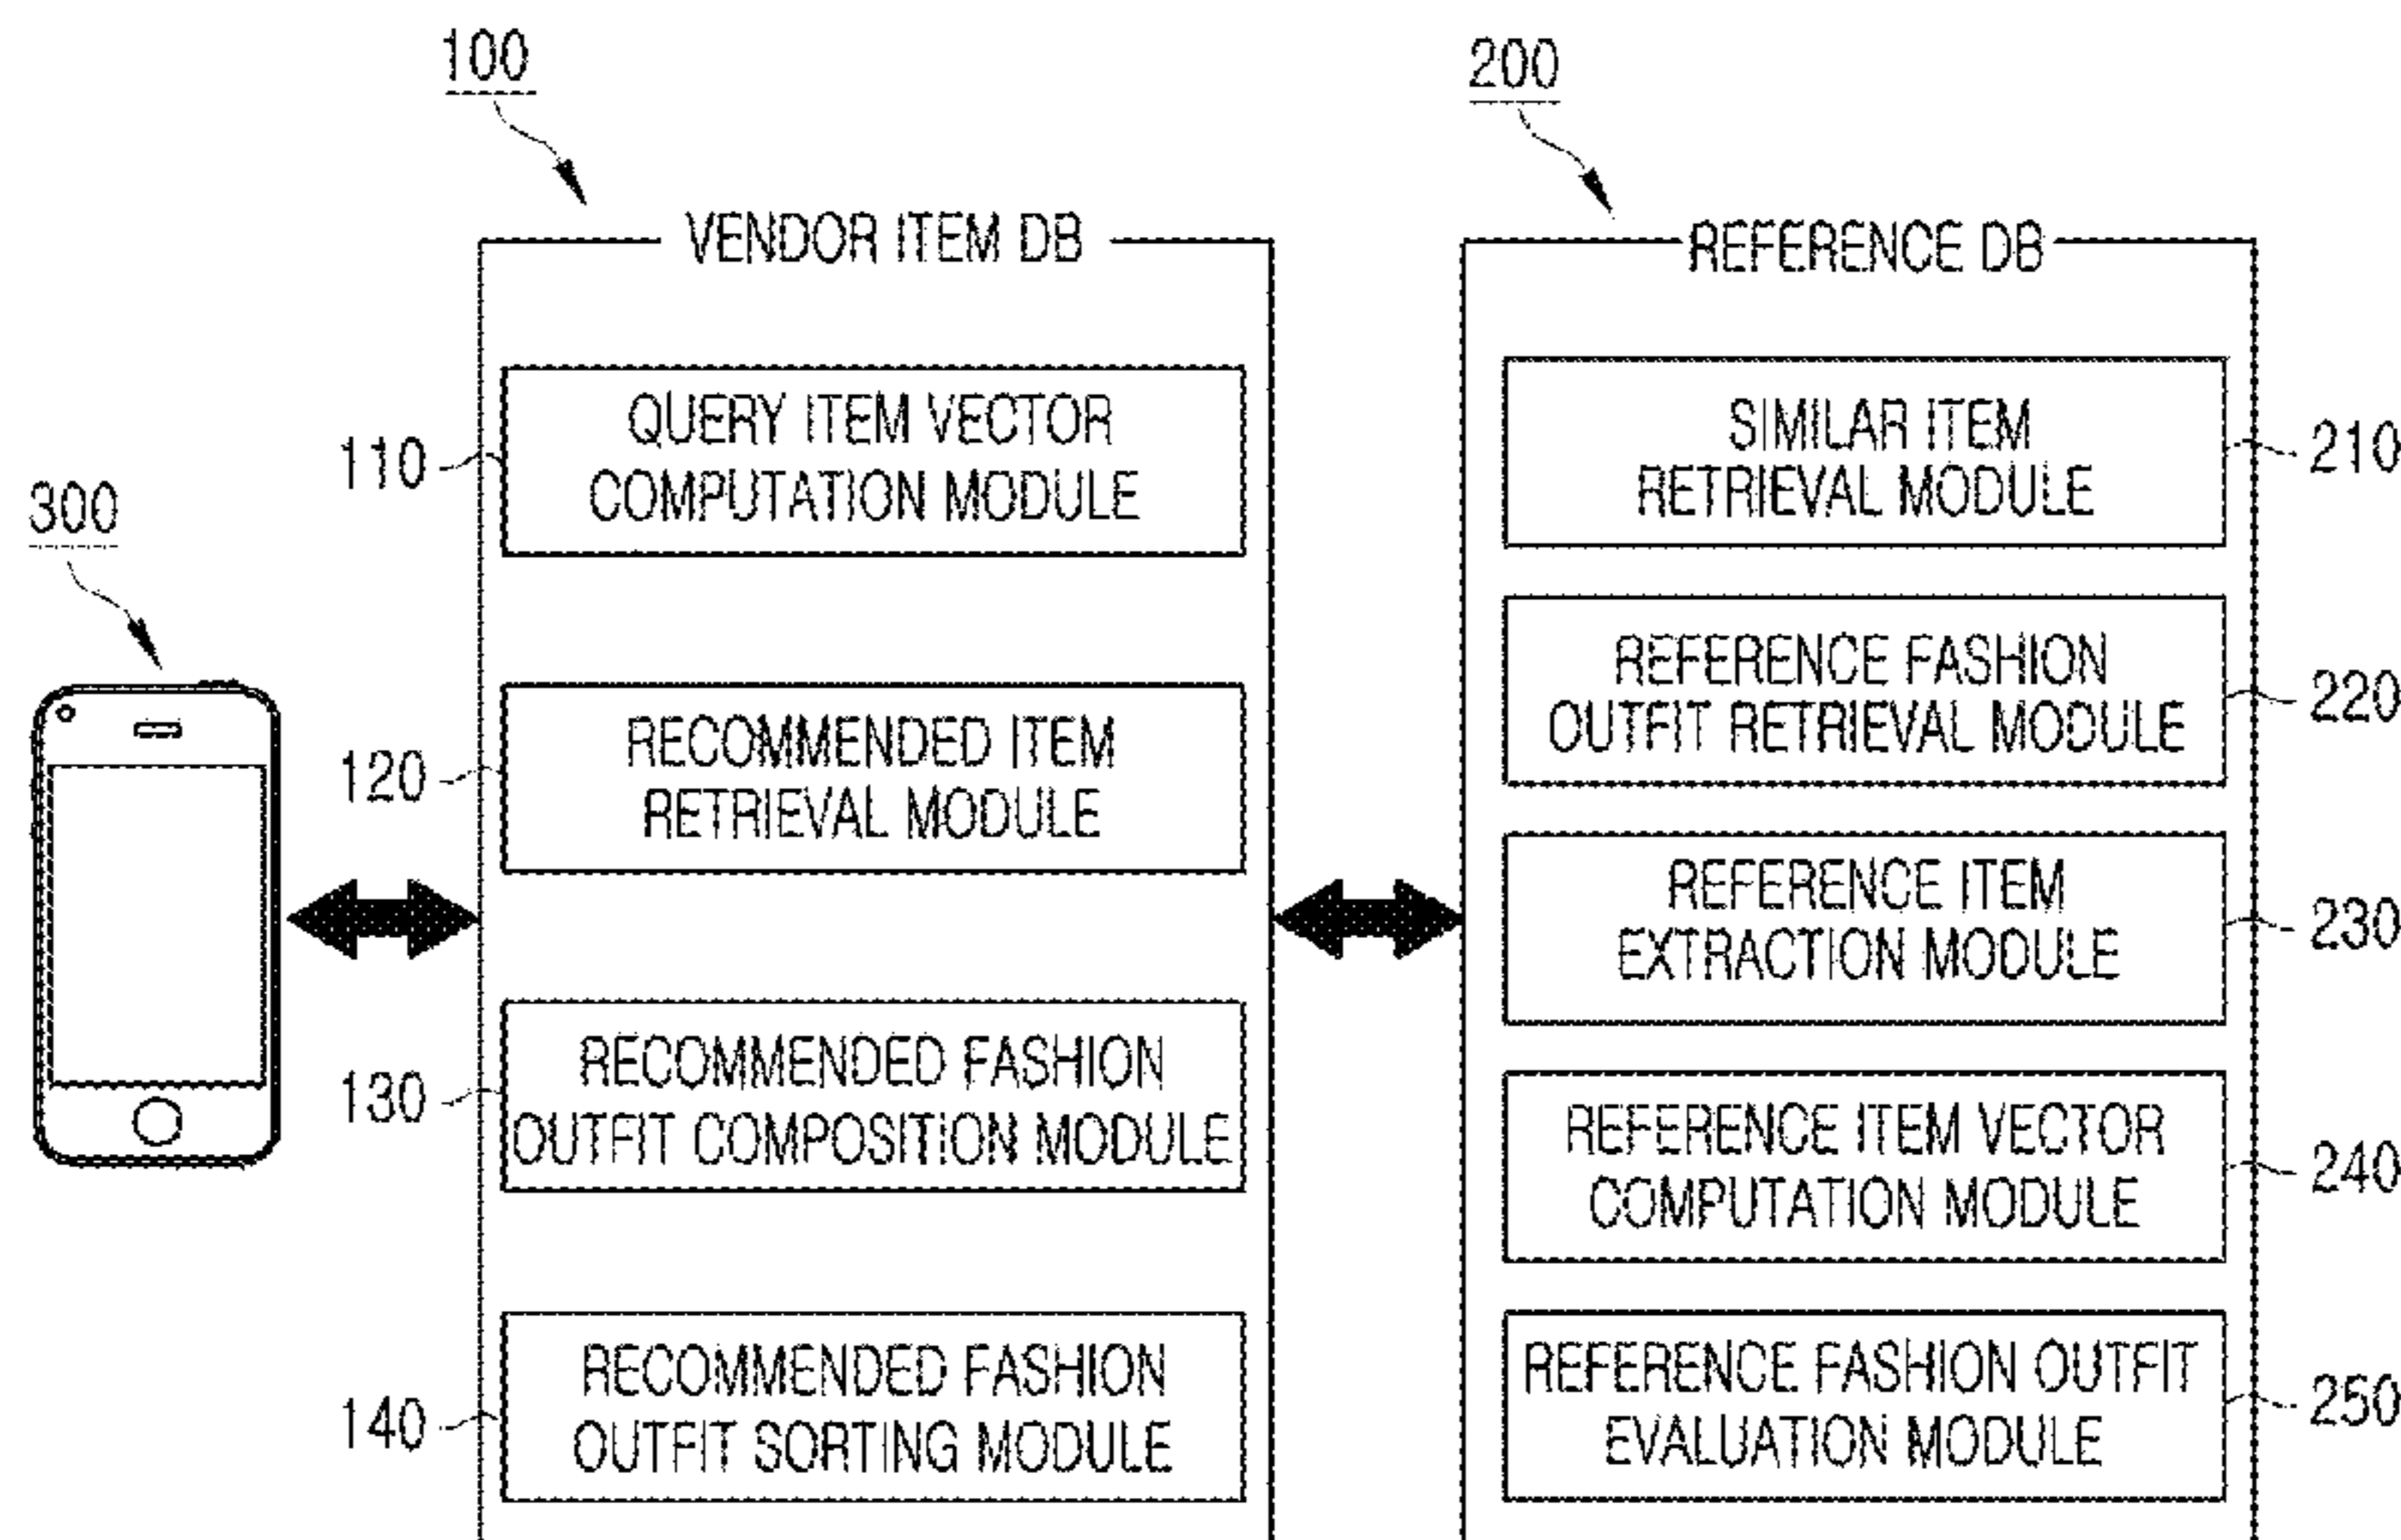 100
200
VENDOR ITEM DB
REFERENCE DB
300
110
QUERY ITEM VECTOR
COMPUTATION MODULE
120
RECOMMENDED ITEM
RETRIEVAL MODULE
130
RECOMMENDED FASHION
OUTFIT COMPOSITION MODULE
140
RECOMMENDED FASHION
OUTFIT SORTING MODULE
SIMILAR ITEM
RETRIEVAL MODULE
210
REFERENCE FASHION
OUTFIT RETRIEVAL MODULE
220
REFERENCE ITEM
EXTRACTION MODULE
230
REFERENCE ITEM VECTOR
COMPUTATION MODULE
240
REFERENCE FASHION OUTFIT
EVALUATION MODULE
250